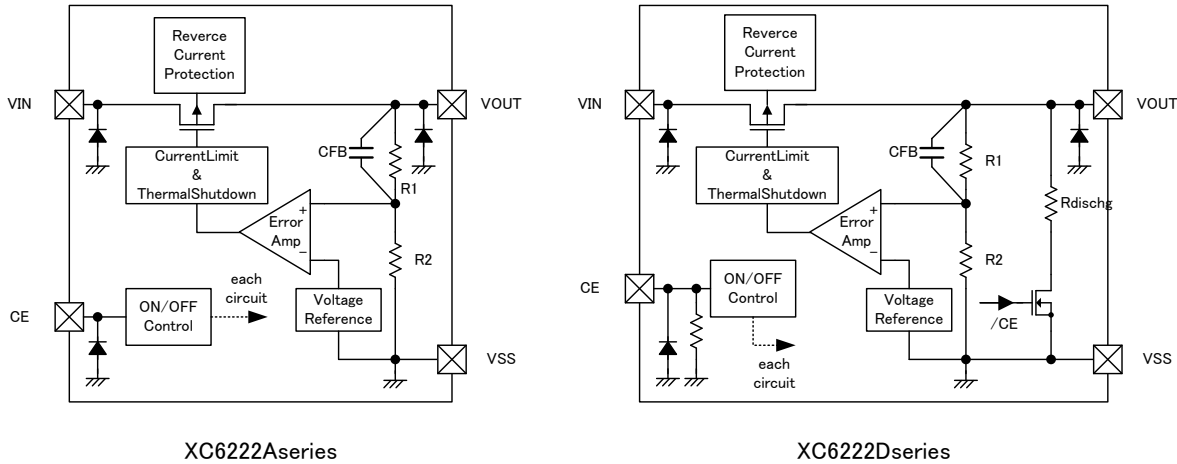 Reverce
Current
Protection
VIN
VOUT
CurrentLimit
&
ThermalShutdown
CFB
R1
+
Error
Amp
−
R2
each
circuit
CE
ON/OFF
Control
Voltage
Reference
VSS
XC6222Aseries
Reverce
Current
Protection
VIN
VOUT
CurrentLimit
&
ThermalShutdown
CFB
R1
Rdischg
+
Error
Amp
−
R2
CE
ON/OFF
Control
Voltage
Reference
/CE
each
circuit
VSS
XC6222Dseries